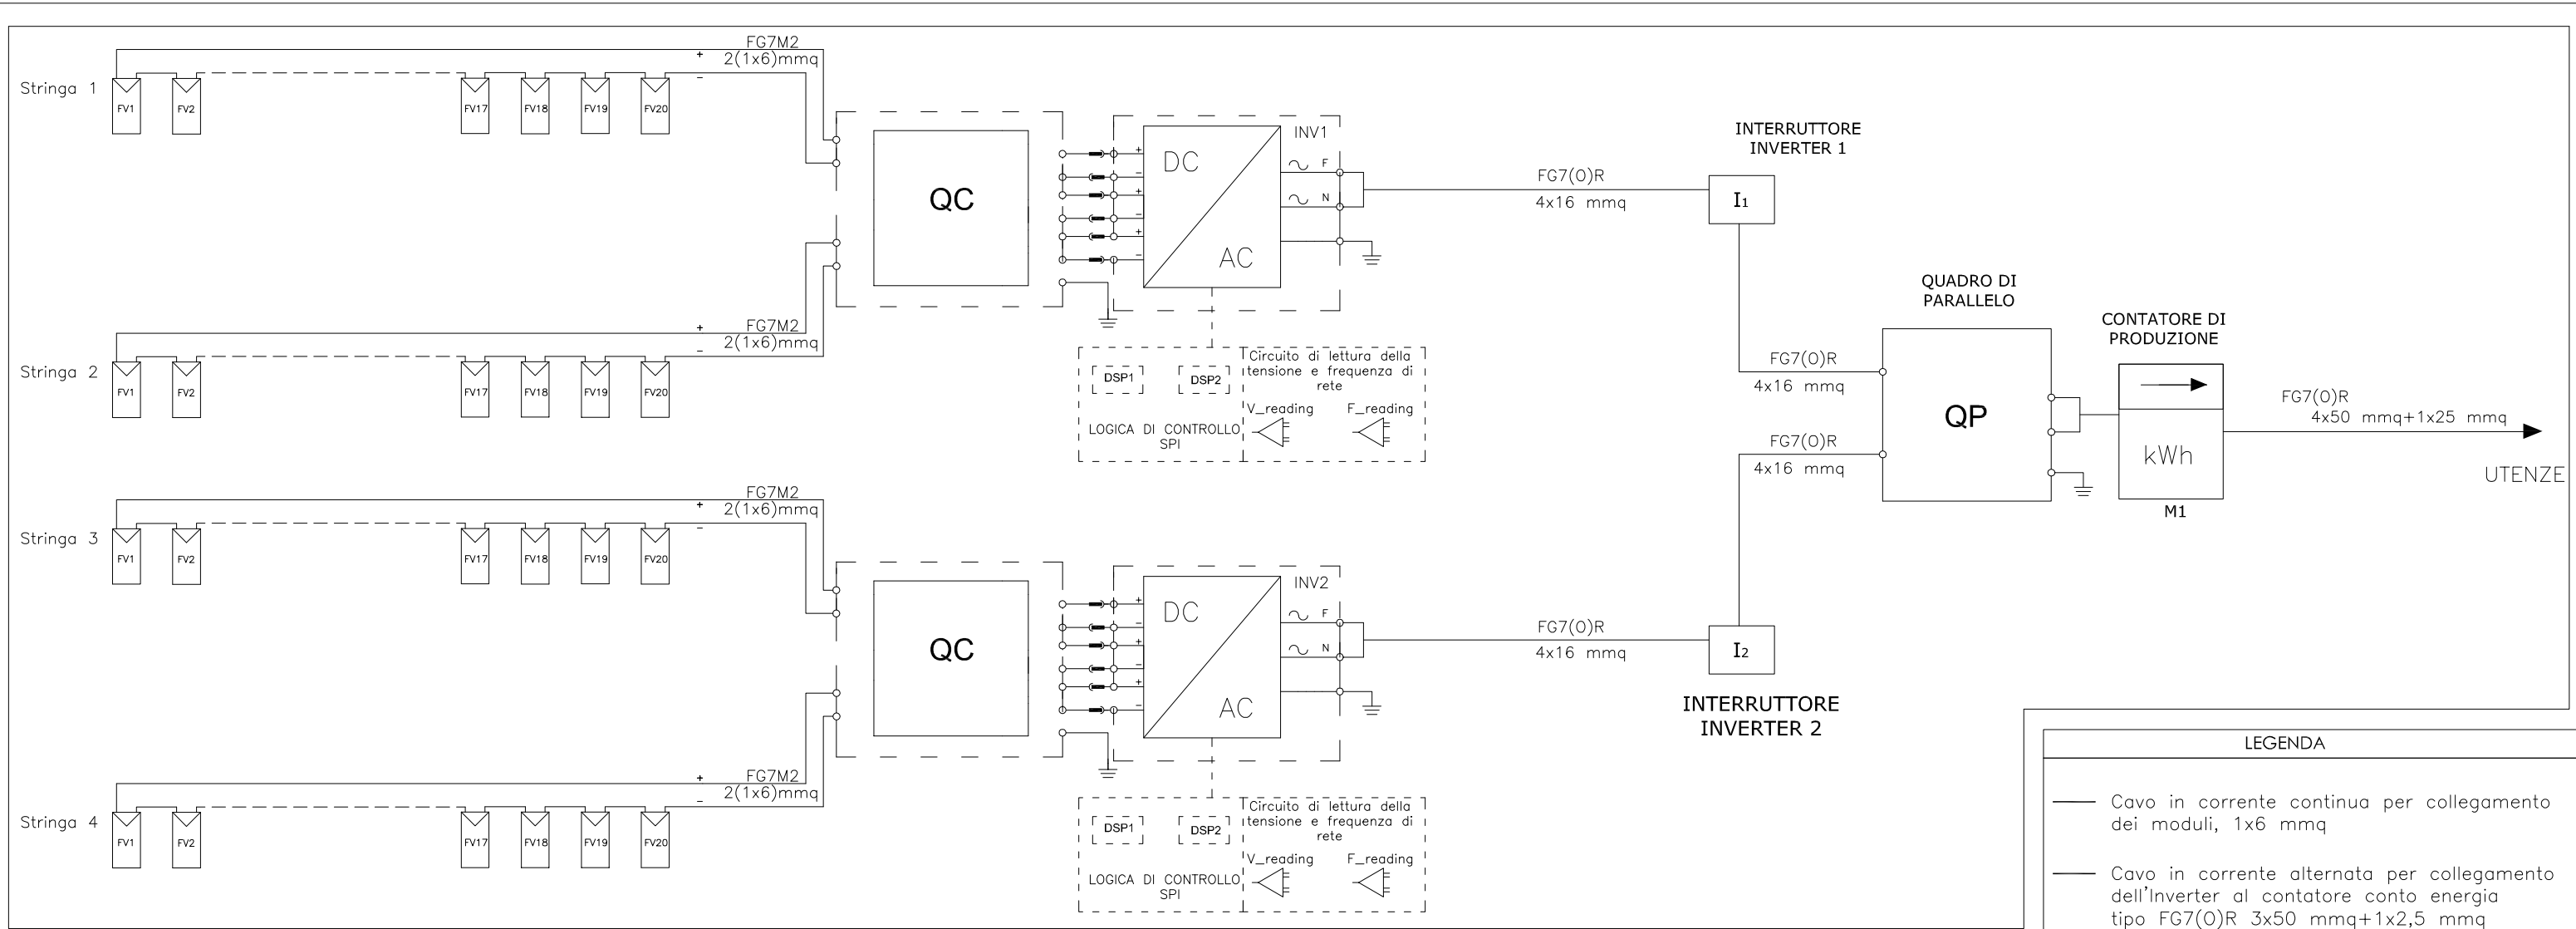 FG7M2
+
2(1x6)mmq
-
Stringa 1
FV1
FV2
FV17
FV18
FV19
FV20
QC
INV1
DC
AC
+
-
+
-
+
-
F
N
FG7(O)R
4x16 mmq
INTERRUTTORE
INVERTER 1
I1
FG7M2
+
2(1x6)mmq
-
Stringa 2
FV1
FV2
FV17
FV18
FV19
FV20
DSP1
DSP2
LOGICA DI CONTROLLO
SPI
Circuito di lettura della
tensione e frequenza di
rete
V_reading
F_reading
FG7(O)R
4x16 mmq
FG7(O)R
4x16 mmq
QUADRO DI
PARALLELO
QP
CONTATORE DI
PRODUZIONE
kWh
M1
FG7(O)R
4x50 mmq+1x25 mmq
UTENZE
FG7M2
+
2(1x6)mmq
-
Stringa 3
FV1
FV2
FV17
FV18
FV19
FV20
QC
INV2
DC
AC
+
-
+
-
+
-
F
N
FG7(O)R
4x16 mmq
I2
INTERRUTTORE
INVERTER 2
FG7M2
+
2(1x6)mmq
-
Stringa 4
FV1
FV2
FV17
FV18
FV19
FV20
DSP1
DSP2
LOGICA DI CONTROLLO
SPI
Circuito di lettura della
tensione e frequenza di
rete
V_reading
F_reading
LEGENDA
Cavo in corrente continua per collegamento
dei moduli, 1x6 mmq
Cavo in corrente alternata per collegamento
dell'Inverter al contatore conto energia
tipo FG7(O)R 3x50 mmq+1x2,5 mmq